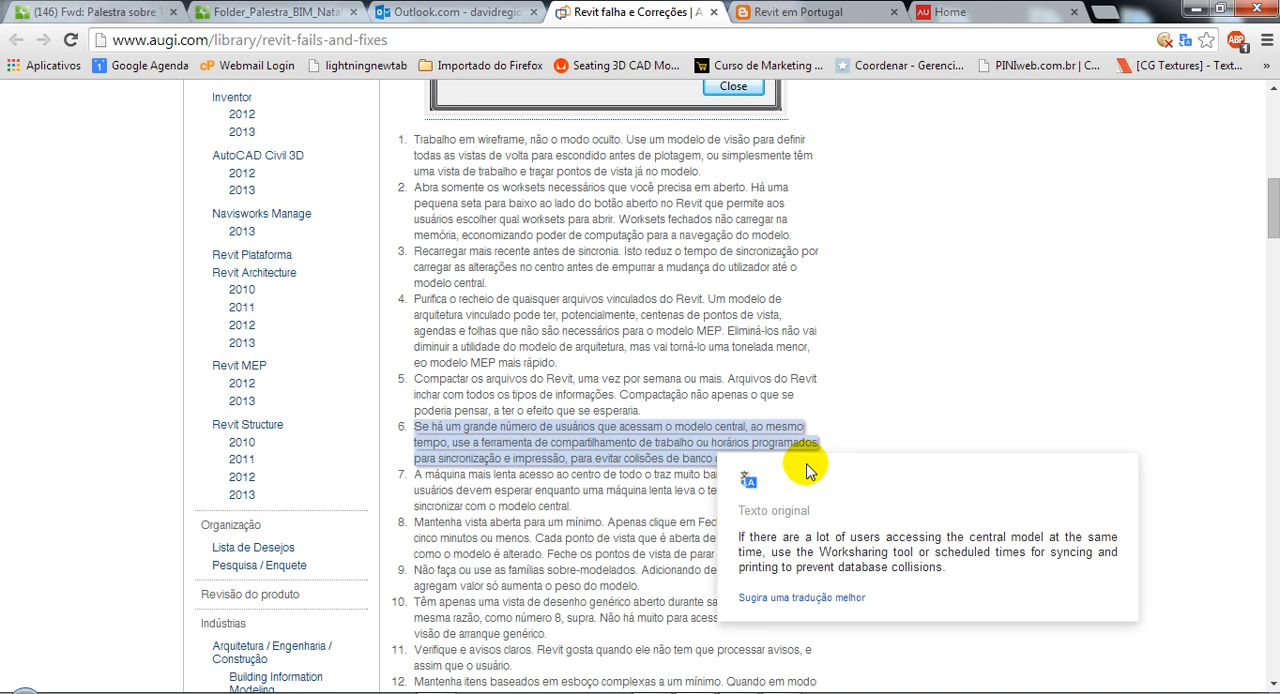 (146) Fwd: Palestra sobre T
Folder_Palestra_BIM_Nata
Outlook.com - davidregio
Revit falha e Correções | A
Revit em Portugal
Home
www.augi.com/library/revit-fails-and-fixes
ABP
1
Aplicativos
1 Google Agenda
cP Webmail Login
lightningnewtab
Importado do Firefox
Seating 3D CAD Mo...
Curso de Marketing ...
Coordenar - Gerenci...
PINIweb.com.br | C...
[CG Textures] - Text...
»
Inventor
2012
2013
AutoCAD Civil 3D
2012
2013
Navisworks Manage
2013
Revit Plataforma
Revit Architecture
2010
2011
2012
2013
Revit MEP
2012
2013
Revit Structure
2010
2011
2012
2013
Organização
Lista de Desejos
Pesquisa / Enquete
Revisão do produto
Indústrias
Arquitetura / Engenharia /
Construção
Building Information
Modeling
Close
1. Trabalho em wireframe, não o modo oculto. Use um modelo de visão para definir
todas as vistas de volta para escondido antes de plotagem, ou simplesmente têm
uma vista de trabalho e traçar pontos de vista já no modelo.
2. Abra somente os worksets necessários que você precisa em aberto. Há uma
pequena seta para baixo ao lado do botão aberto no Revit que permite aos
usuários escolher qual worksets para abrir. Worksets fechados não carregar na
memória, economizando poder de computação para a navegação do modelo.
3. Recarregar mais recente antes de sincronia. Isto reduz o tempo de sincronização por
carregar as alterações no centro antes de empurrar a mudança do utilizador até o
modelo central.
4. Purifica o recheio de quaisquer arquivos vinculados do Revit. Um modelo de
arquitetura vinculado pode ter, potencialmente, centenas de pontos de vista,
agendas e folhas que não são necessários para o modelo MEP. Eliminá-los não vai
diminuir a utilidade do modelo de arquitetura, mas vai torná-lo uma tonelada menor,
eo modelo MEP mais rápido.
5. Compactar os arquivos do Revit, uma vez por semana ou mais. Arquivos do Revit
inchar com todos os tipos de informações. Compactação não apenas o que se
poderia pensar, a ter o efeito que se esperaria.
6. Se há um grande número de usuários que acessam o modelo central, ao mesmo
tempo, use a ferramenta de compartilhamento de trabalho ou horários programados
para sincronização e impressão, para evitar colisões de banco
7. A máquina mais lenta acesso ao centro de todo o traz muito
usuários devem esperar enquanto uma máquina lenta leva o
sincronizar com o modelo central.
8. Mantenha vista aberta para um mínimo. Apenas clique em
cinco minutos ou menos. Cada ponto de vista que é aberta
como o modelo é alterado. Feche os pontos de vista de parar
9. Não faça ou use as famílias sobre-modelados. Adicionando
agregam valor só aumenta o peso do modelo.
10. Têm apenas uma vista de desenho genérico aberto durante
mesma razão, como número 8, supra. Não há muito para
visão de arranque genérico.
11. Verifique e avisos claros. Revit gosta quando ele não tem que processar avisos, e
assim que o usuário.
12. Mantenha itens baseados em esboço complexas a um mínimo. Quando em modo
Texto original
If there are a lot of users accessing the central model at the same
time, use the Worksharing tool or scheduled times for syncing and
printing to prevent database collisions.
Sugira uma tradução melhor